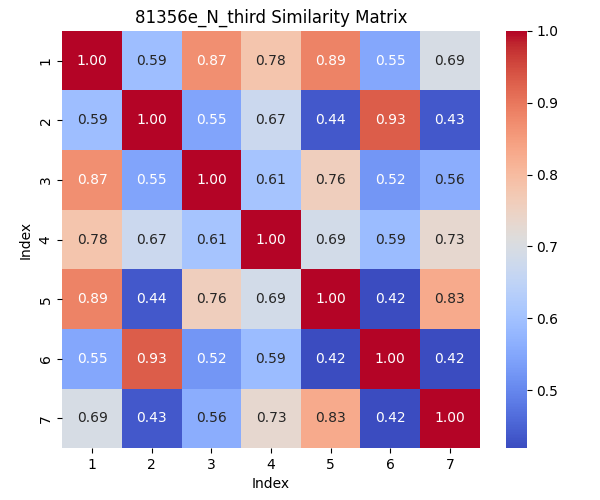 81356e_N_third Similarity Matrix
1 1.00 0.59 0.87 0.78 0.89 0.55 0.69
2 0.59 1.00 0.55 0.67 0.44 0.93 0.43
3 0.87 0.55 1.00 0.61 0.76 0.52 0.56
4 0.78 0.67 0.61 1.00 0.69 0.59 0.73
5 0.89 0.44 0.76 0.69 1.00 0.42 0.83
6 0.55 0.93 0.52 0.59 0.42 1.00 0.42
7 0.69 0.43 0.56 0.73 0.83 0.42 1.00
1 2 3 4 5 6 7
Index
Index
1.0
0.9
0.8
0.7
0.6
0.5